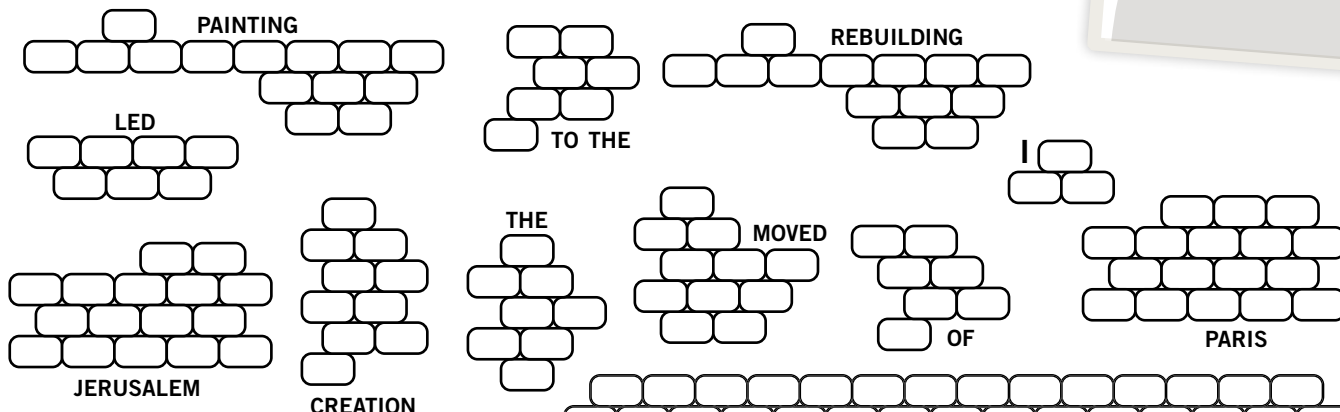 PAINTING
REBUILDING
LED
TO THE
I
THE
MOVED
OF
PARIS
JERUSALEM
CREATION